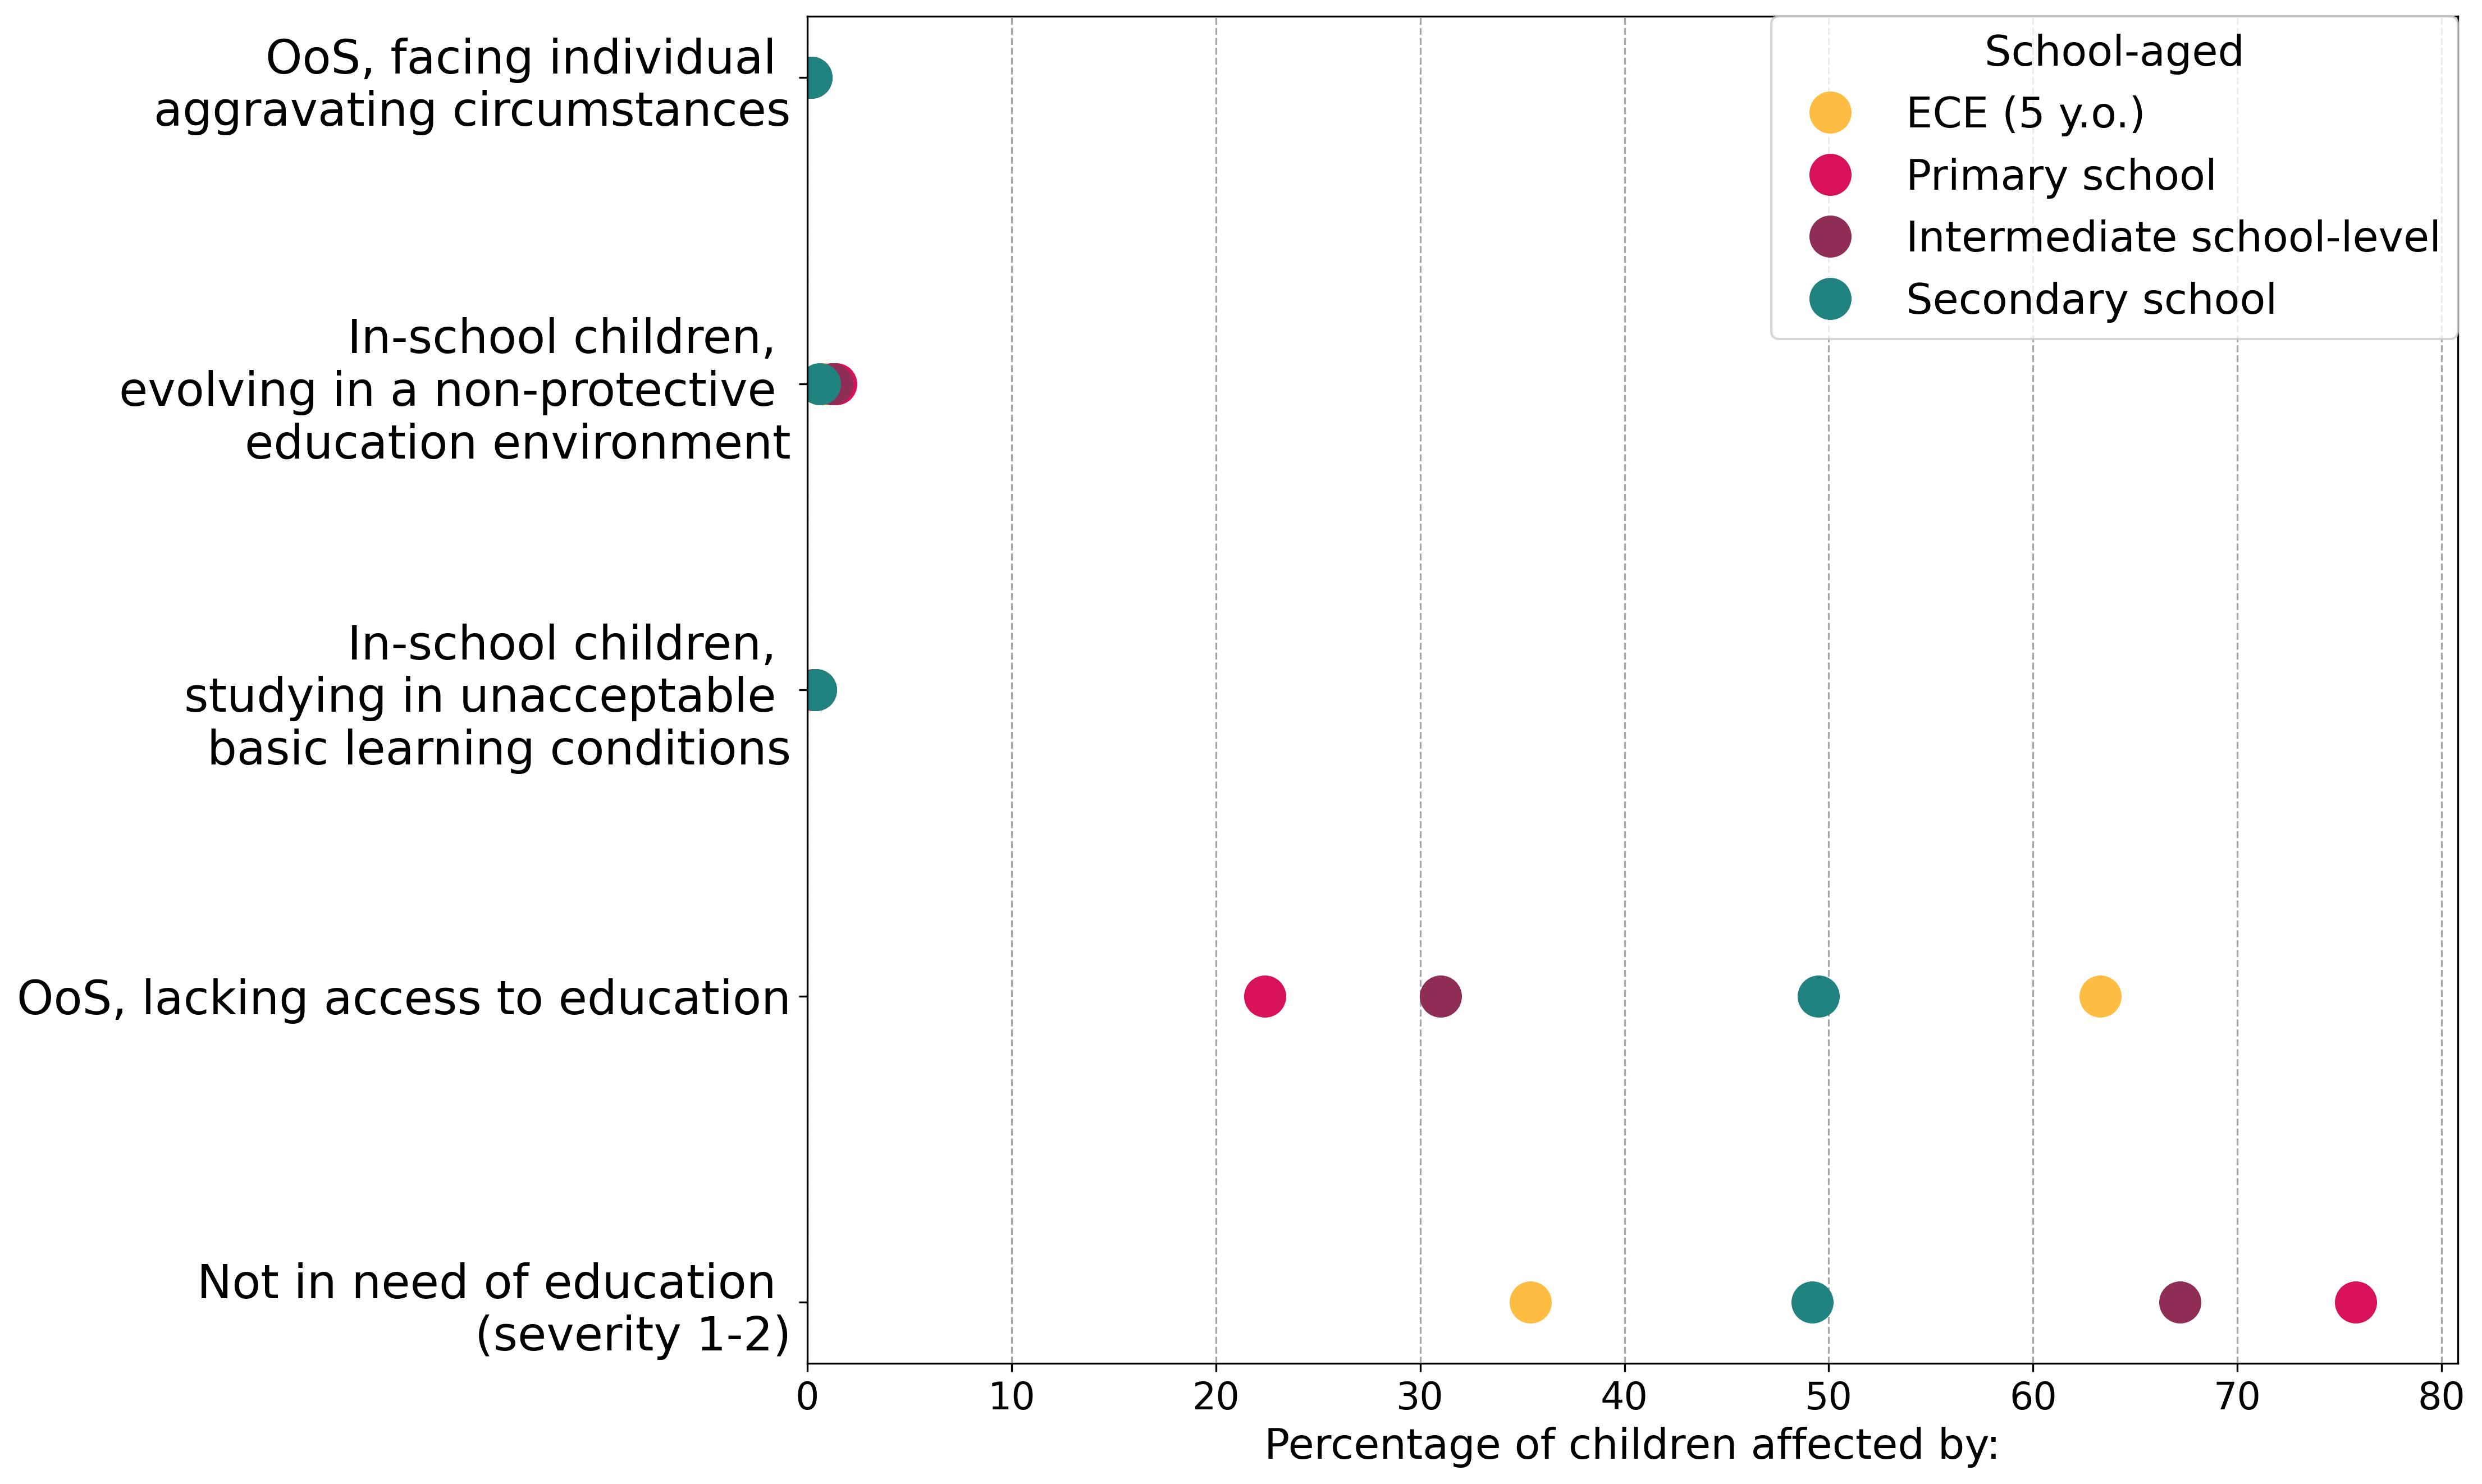 OoS, facing individual
aggravating circumstances
In-school children,
evolving in a non-protective
education environment
In-school children,
studying in unacceptable
basic learning conditions
OoS, lacking access to education
Not in need of education
(severity 1-2)
School-aged
ECE (5 y.o.)
Primary school
Intermediate school-level
Secondary school
0 10 20 30 40 50 60 70 80
Percentage of children affected by: